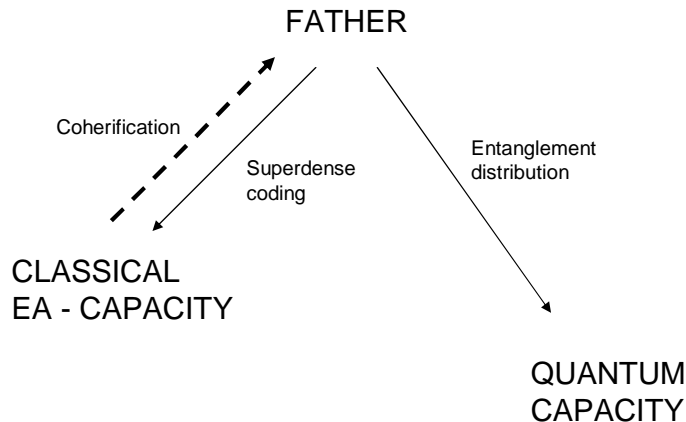 FATHER
Coherification
Superdense
coding
Entanglement
distribution
CLASSICAL
EA - CAPACITY
QUANTUM
CAPACITY